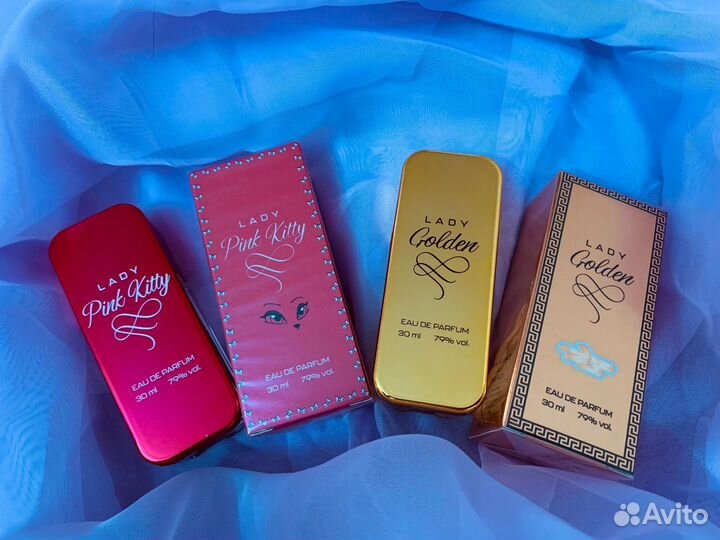 LADY
Pink Kitty
EAU DE PARFUM
30 ml 79% vol.
LADY
Pink Kitty
EAU DE PARFUM
30 ml 79% vol.
LADY
Golden
EAU DE PARFUM
30 ml 79% vol.
LADY
Golden
EAU DE PARFUM
30 ml 79% vol.
Avito